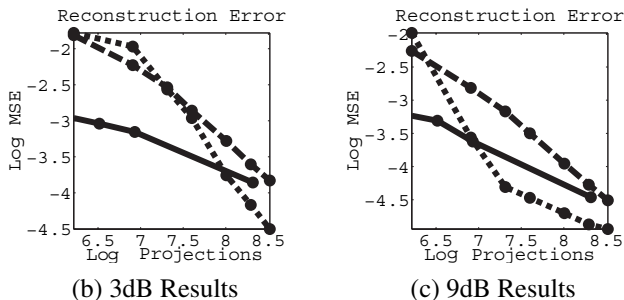 Reconstruction Error
-2
-2.5
-3
-3.5
-4
-4.5
Log MSE
6.5 7 7.5 8 8.5
Log Projections
(b) 3dB Results
Reconstruction Error
-2
-2.5
-3
-3.5
-4
-4.5
Log MSE
6.5 7 7.5 8 8.5
Log Projections
(c) 9dB Results